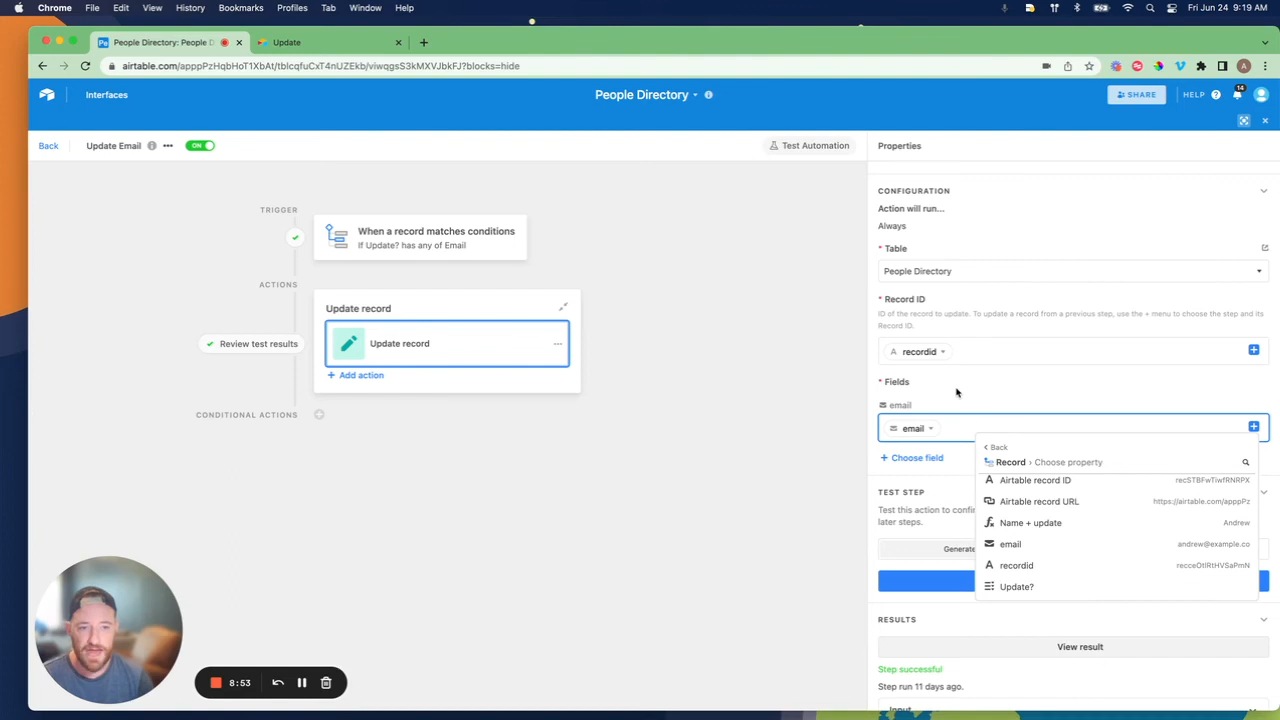 Chrome File Edit View History Bookmarks Profiles Tab Window Help Fri Jun 24 9:19 AM
People Directory: People D Update
airtable.com/apppPzHqbHoT1XbAt/tblcqfuCxT4nUZEkb/viwqgsS3kMXVJbkFJ?blocks=hide
Interfaces People Directory SHARE HELP 14
Back Update Email ON Test Automation Properties
TRIGGER
When a record matches conditions
If Update? has any of Email
ACTIONS
Update record
Review test results
Update record
+ Add action
CONDITIONAL ACTIONS
CONFIGURATION
Action will run...
Always
* Table
People Directory
* Record ID
ID of the record to update. To update a record from a previous step, use the + menu to choose the step and its
Record ID.
A recordid
* Fields
email
email
+ Choose field
< Back
Record › Choose property
A Airtable record ID recSTBFwTiwfRNRPX
Airtable record URL https://airtable.com/apppPz
Name + update Andrew
email andrew@example.co
A recordid recceOtlRtHVSaPmN
Update?
TEST STEP
Test this action to confi
later steps.
Generate
RESULTS
View result
Step successful
Step run 11 days ago.
Input
8:53